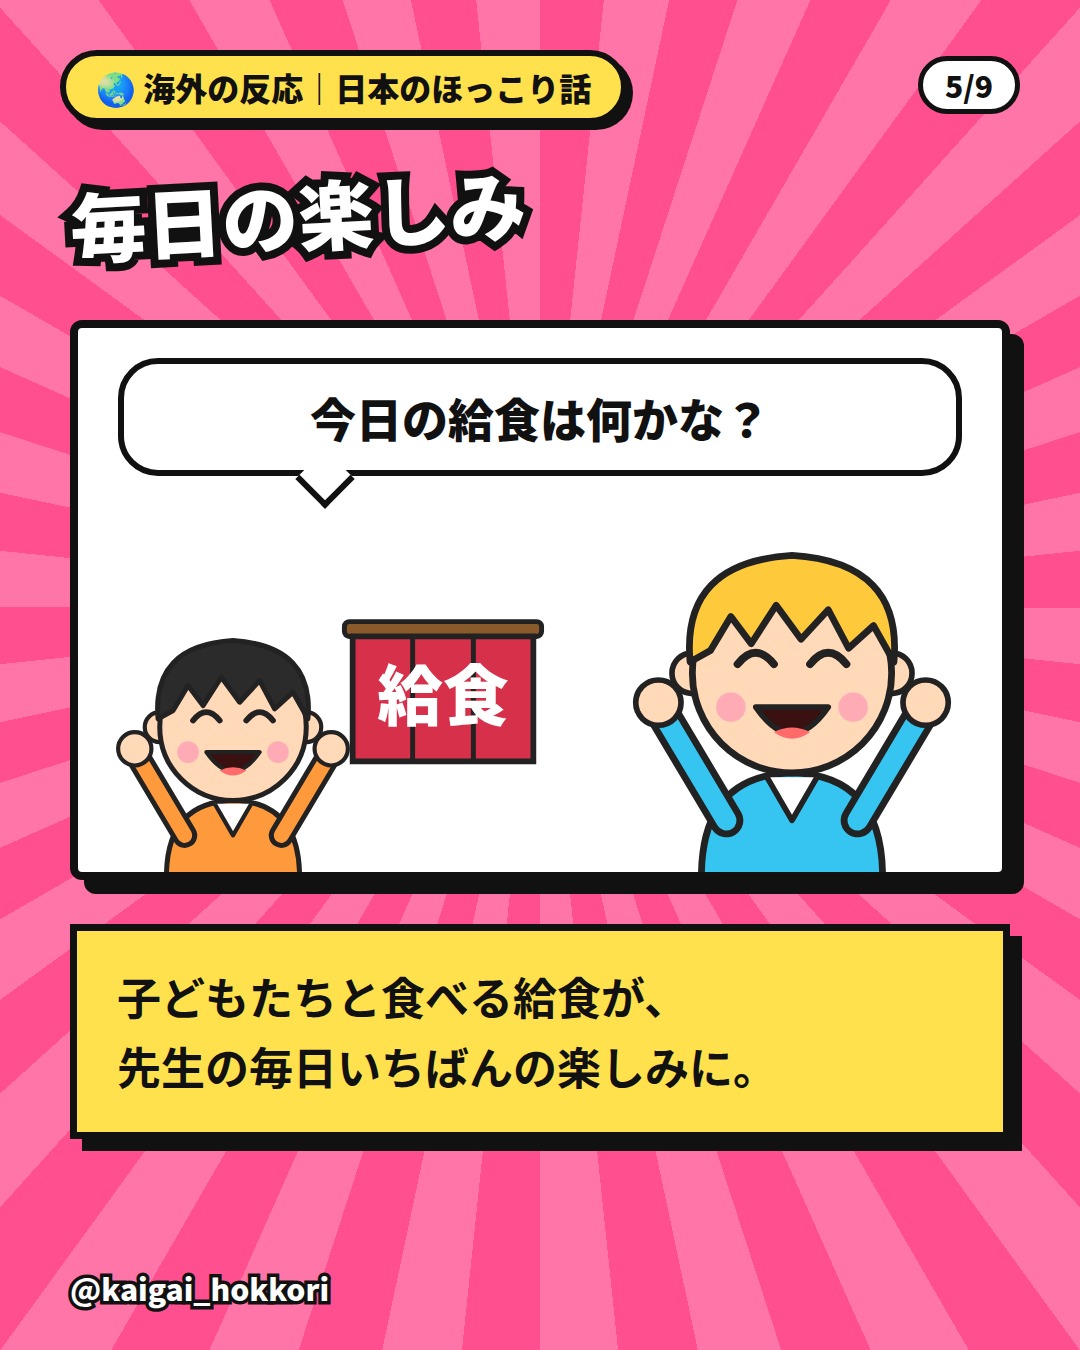 🌏 海外の反応｜日本のほっこり話
5/9
毎日の楽しみ
今日の給食は何かな？
給食
子どもたちと食べる給食が、
先生の毎日いちばんの楽しみに。
@kaigai_hokkori